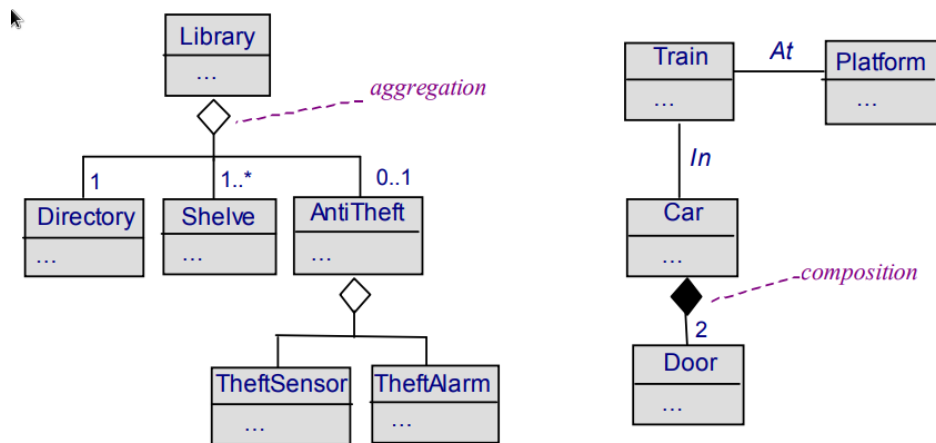 Library
...
aggregation
1
1..*
0..1
Directory
...
Shelve
...
AntiTheft
...
TheftSensor
...
TheftAlarm
...
Train
...
At
Platform
...
In
Car
...
composition
2
Door
...